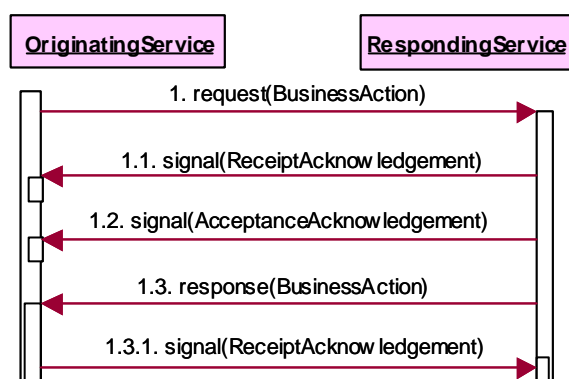 OriginatingService
RespondingService
1. request(BusinessAction)
1.1. signal(ReceiptAcknowledgement)
1.2. signal(AcceptanceAcknowledgement)
1.3. response(BusinessAction)
1.3.1. signal(ReceiptAcknowledgement)